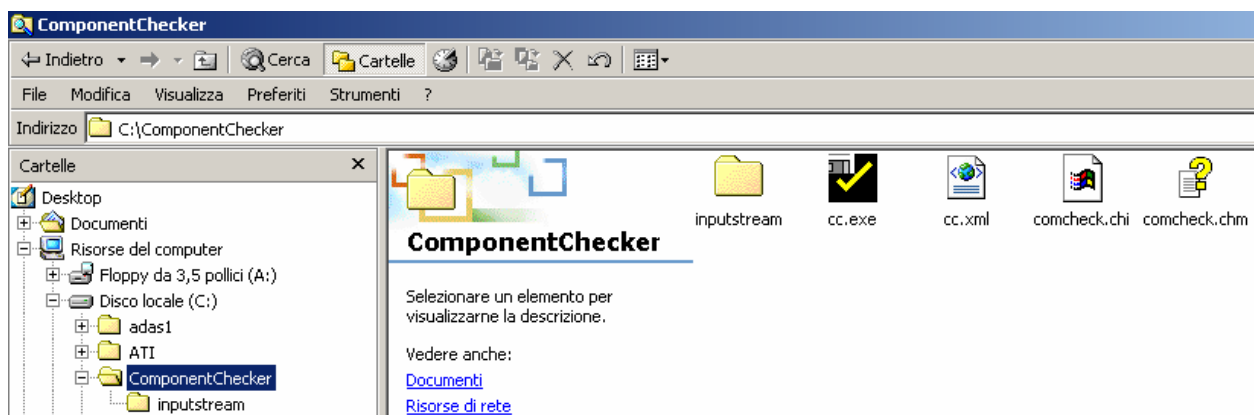 ComponentChecker
Indietro Cerca Cartelle
File Modifica Visualizza Preferiti Strumenti ?
Indirizzo C:\ComponentChecker
Cartelle
Desktop
Documenti
Risorse del computer
Floppy da 3,5 pollici (A:)
Disco locale (C:)
adas1
ATI
ComponentChecker
inputstream
ComponentChecker
Selezionare un elemento per
visualizzarne la descrizione.
Vedere anche:
Documenti
Risorse di rete
inputstream cc.exe cc.xml comcheck.chi comcheck.chm